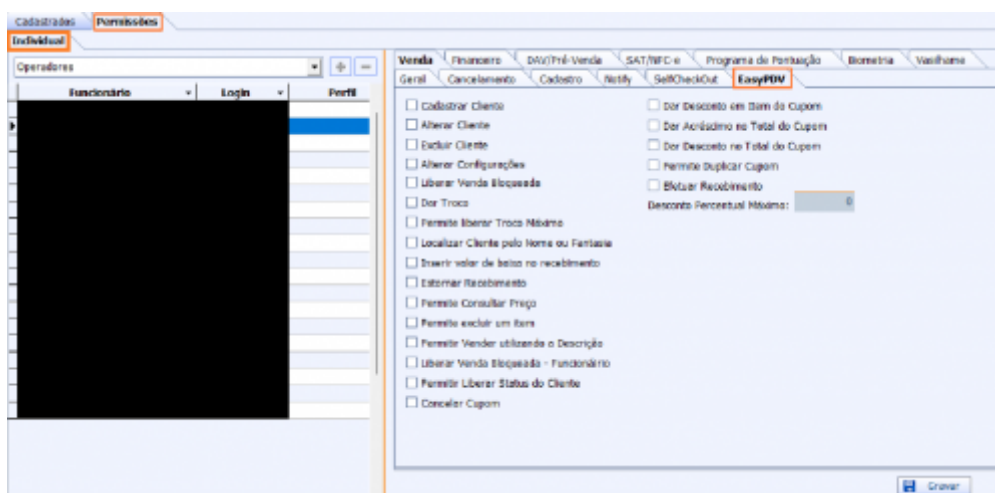 Cadastrados Permissões
Individual
Operadores
Funcionário Login Perfil
Venda Financeiro DAV/Pré-Venda SAT/NFC-e Programa de Pontuação Biometria Vasilhame
Geral Cancelamento Cadastro Notify SelfCheckOut EasyPDV
Cadastrar Cliente
Alterar Cliente
Excluir Cliente
Alterar Configurações
Liberar Venda Bloqueada
Dar Troco
Permite liberar Troco Máximo
Localizar Cliente pelo Nome ou Fantasia
Inserir valor de baixa no recebimento
Estornar Recebimento
Permite Consultar Preço
Permite excluir um Item
Permitir Vender utilizando a Descrição
Liberar Venda Bloqueada - Funcionário
Permitir Liberar Status do Cliente
Cancelar Cupom
Dar Desconto em Item do Cupom
Dar Acréscimo no Total do Cupom
Dar Desconto no Total do Cupom
Permite Duplicar Cupom
Efetuar Recebimento
Desconto Percentual Máximo: 0
Gravar